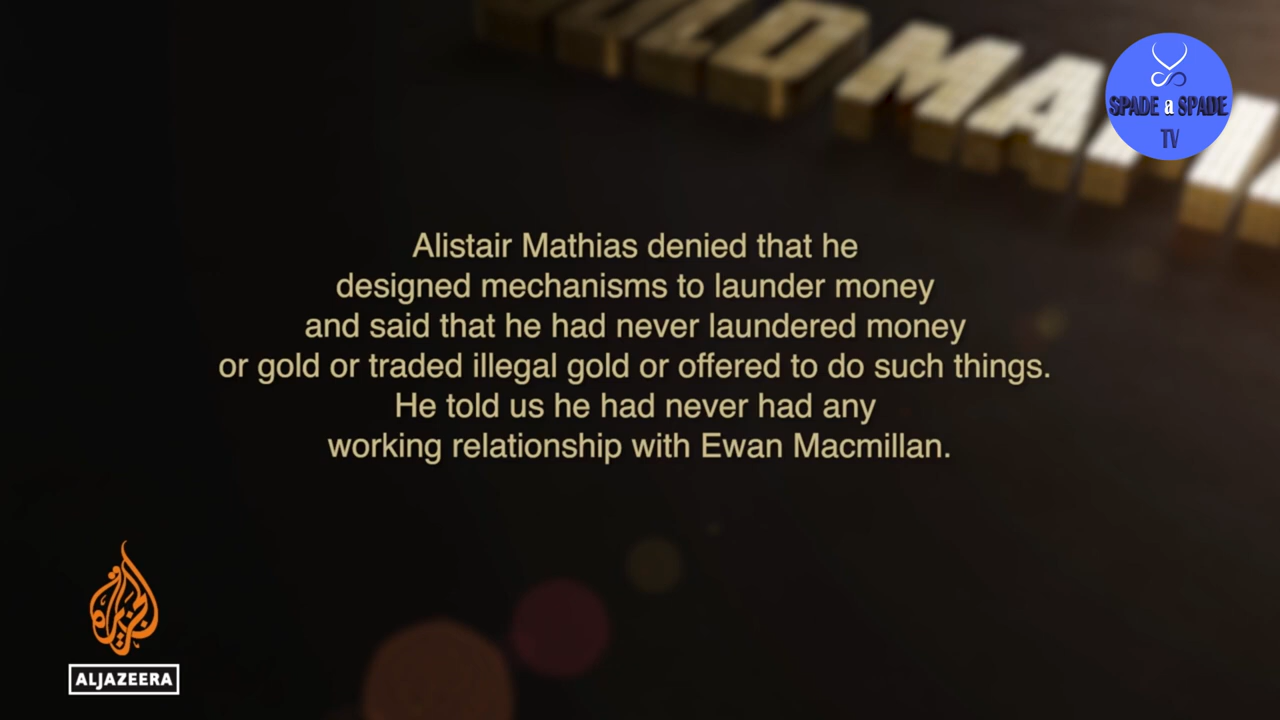 GOLD MAFIA
SPADE a SPADE
TV
Alistair Mathias denied that he
designed mechanisms to launder money
and said that he had never laundered money
or gold or traded illegal gold or offered to do such things.
He told us he had never had any
working relationship with Ewan Macmillan.
ALJAZEERA